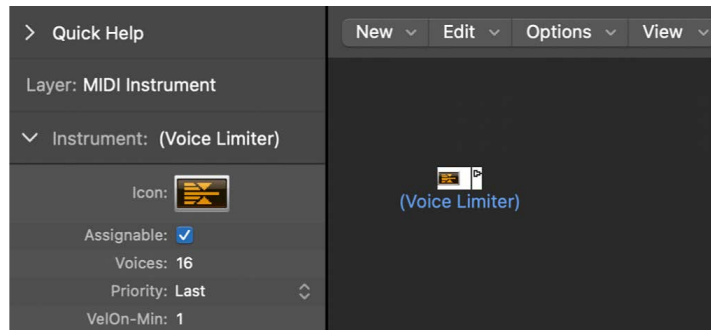 Quick Help
Layer: MIDI Instrument
Instrument: (Voice Limiter)
Icon:
Assignable:
Voices: 16
Priority: Last
VelOn-Min: 1
New Edit Options View
(Voice Limiter)